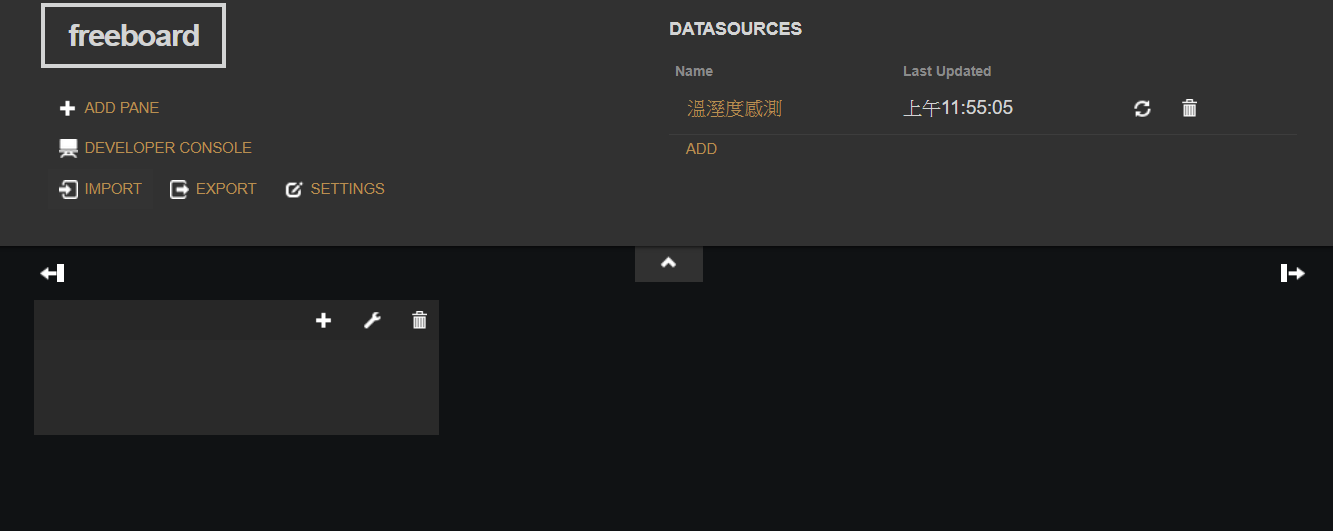 freeboard
ADD PANE
DEVELOPER CONSOLE
IMPORT EXPORT SETTINGS
DATASOURCES
Name Last Updated
溫溼度感測 上午11:55:05
ADD